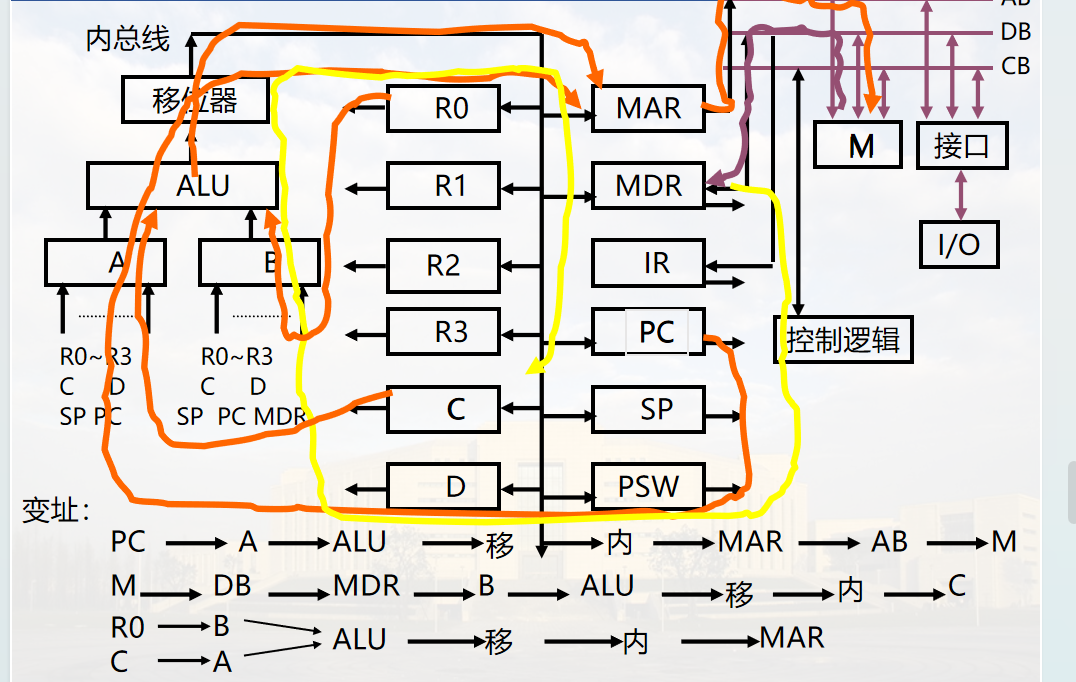 AB
内总线
DB
CB
移位器
R0
MAR
M
接口
ALU
R1
MDR
A
B
R2
IR
I/O
R3
PC
控制逻辑
R0~R3
R0~R3
C D
C D
SP PC
SP PC MDR
C
SP
D
PSW
变址：
PC A ALU 移 内 MAR AB M
M DB MDR B ALU 移 内 C
R0 B
ALU 移 内 MAR
C A